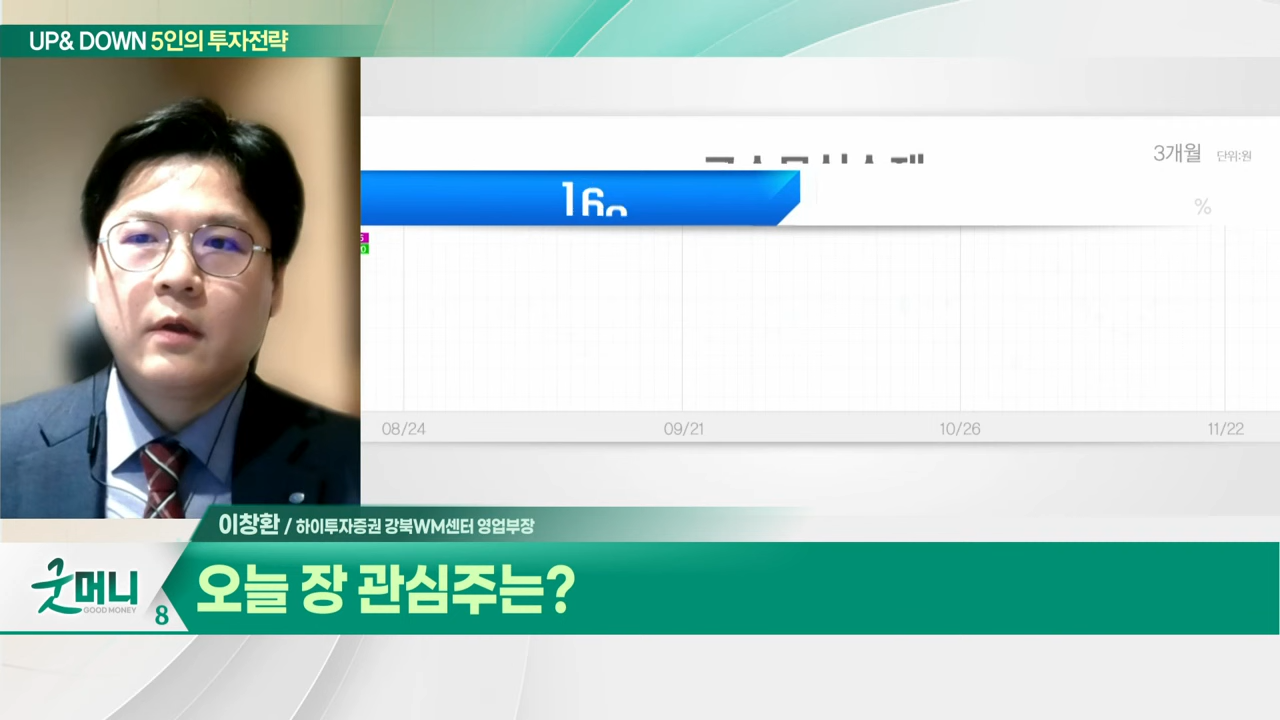 UP& DOWN 5인의 투자전략
3개월 단위:원
%
08/24 09/21 10/26 11/22
이창환 / 하이투자증권 강북WM센터 영업부장
굿머니
GOOD MONEY
8
오늘 장 관심주는?